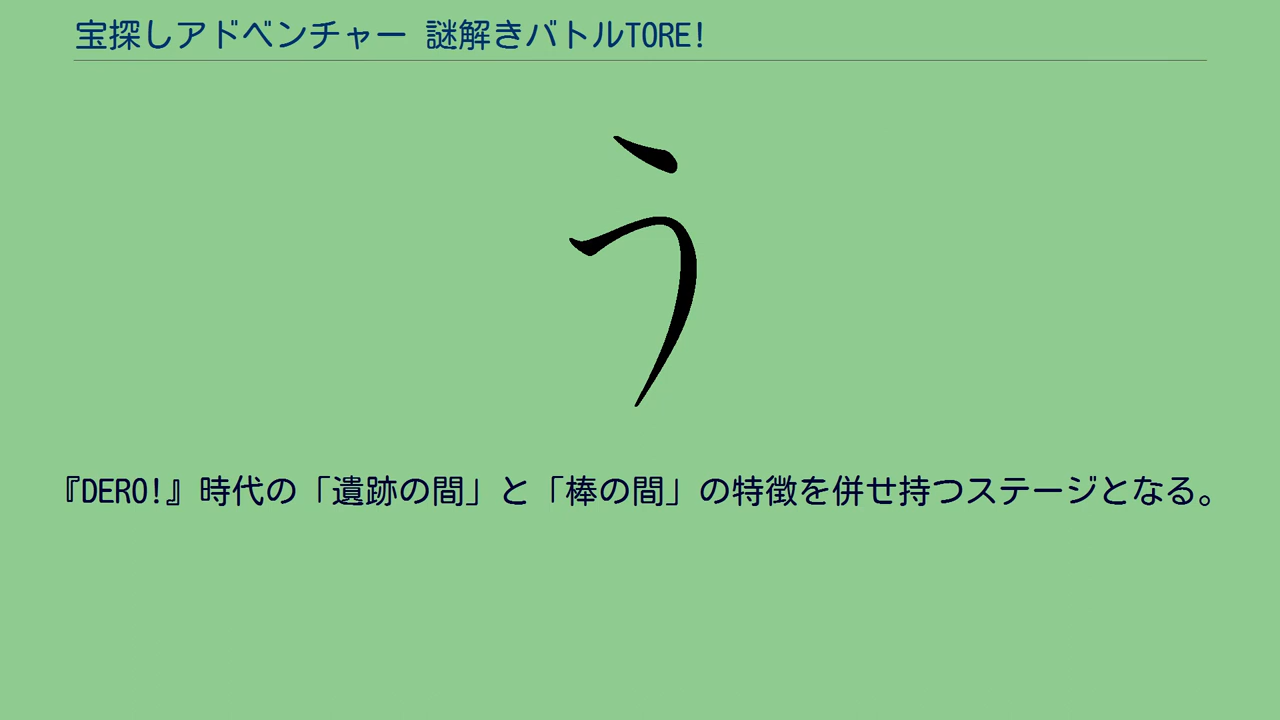 宝探しアドベンチャー 謎解きバトルTORE!
う
『DERO!』時代の「遺跡の間」と「棒の間」の特徴を併せ持つステージとなる。